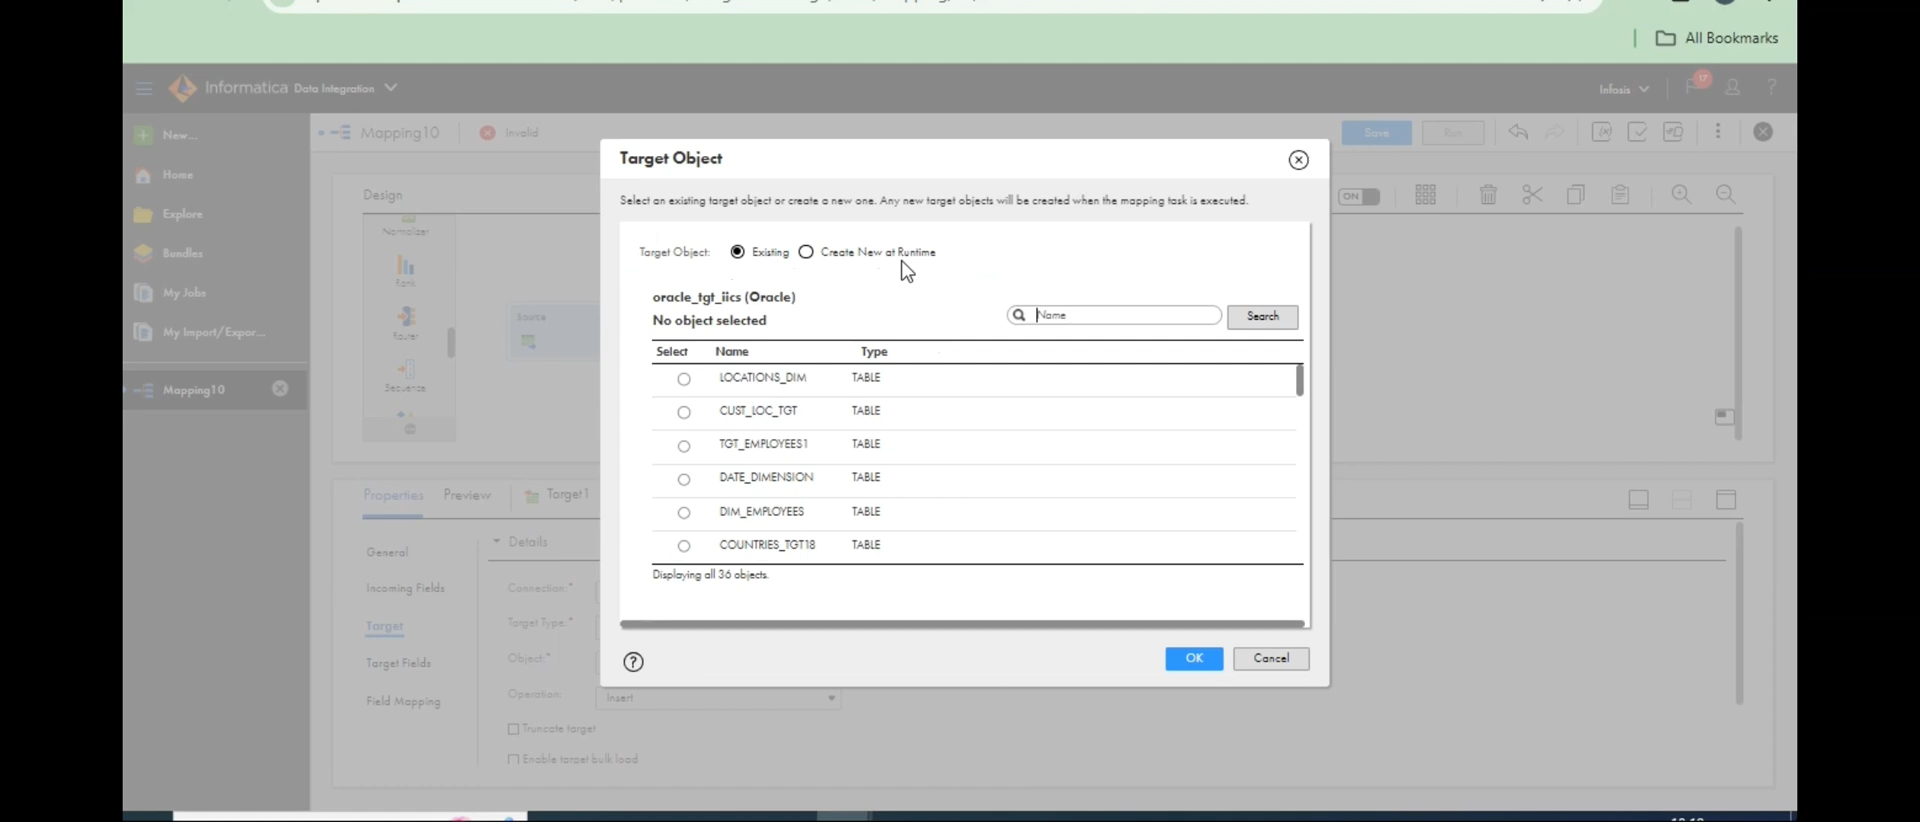 All Bookmarks
Informatica Data Integration
Infosis
17
?
New...
Mapping10
Invalid
Save
Run
Home
Explore
Bundles
My Jobs
My Import/Expor...
Mapping10
Design
Normalizer
Rank
Router
Sequence
Source
ON
Target Object
Select an existing target object or create a new one. Any new target objects will be created when the mapping task is executed.
Target Object: Existing Create New at Runtime
oracle_tgt_iics (Oracle)
No object selected
Name
Search
Select Name Type
LOCATIONS_DIM TABLE
CUST_LOC_TGT TABLE
TGT_EMPLOYEES1 TABLE
DATE_DIMENSION TABLE
DIM_EMPLOYEES TABLE
COUNTRIES_TGT18 TABLE
Displaying all 36 objects.
?
OK
Cancel
Properties Preview Target1
General
Incoming Fields
Target
Target Fields
Field Mapping
Details
Connection:*
Target Type:*
Object:*
Operation: Insert
Truncate target
Enable target bulk load